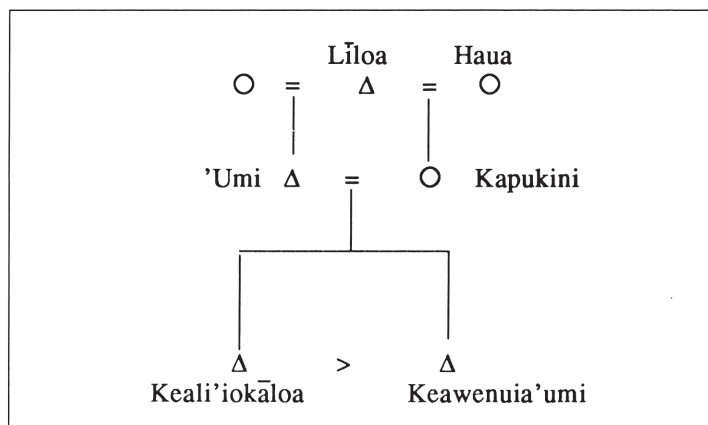 Līloa Haua
○ = Δ = ○
'Umi Δ = ○ Kapukini
Δ > Δ
Keali'iokāloa Keawenuia'umi